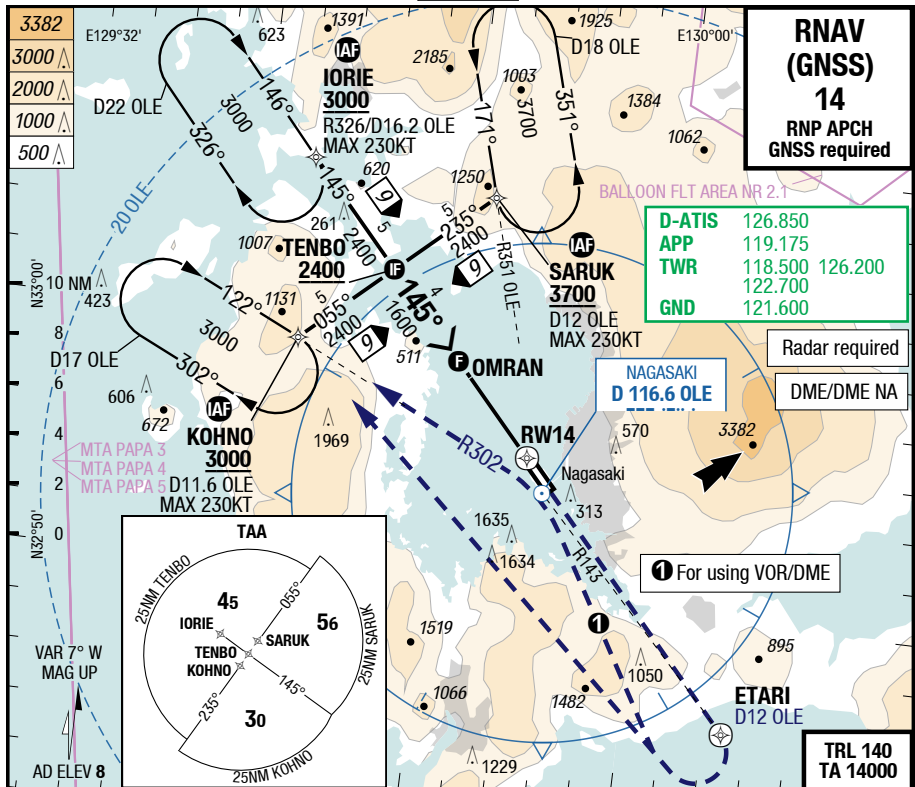 3382
3000
2000
1000
500
E129°32'
623
1391
IAF
IORIE
3000
R326/D16.2 OLE
MAX 230KT
2185
1925
D18 OLE
E130°00'
RNAV
(GNSS)
14
RNP APCH
GNSS required
D22 OLE
3000
146°
326°
1003
3700
171°
351°
1384
1062
20 OLE
145°
620
9
1250
BALLOON FLT AREA NR 2.1
261
2400
5
5
235°
2400
9
R351 OLE
D-ATIS 126.850
APP 119.175
TWR 118.500 126.200
122.700
GND 121.600
1007
TENBO
2400
IF
IAF
SARUK
3700
D12 OLE
MAX 230KT
N33°00'
10 NM
423
122°
3000
1131
5
055°
2400
9
145°
4
1600
511
F
OMRAN
8
D17 OLE
302°
Radar required
NAGASAKI
D 116.6 OLE
DME/DME NA
6
606
672
IAF
KOHNO
3000
D11.6 OLE
MAX 230KT
1969
R302
RW14
570
3382
4
MTA PAPA 3
MTA PAPA 4
MTA PAPA 5
2
Nagasaki
313
N32°50'
0
1635
1634
R143
TAA
25NM TENBO
055°
45
IORIE
56
SARUK
TENBO
KOHNO
25NM SARUK
235°
145°
30
25NM KOHNO
1 For using VOR/DME
1
1519
895
1050
1482
1066
ETARI
D12 OLE
1229
VAR 7° W
MAG UP
AD ELEV 8
TRL 140
TA 14000